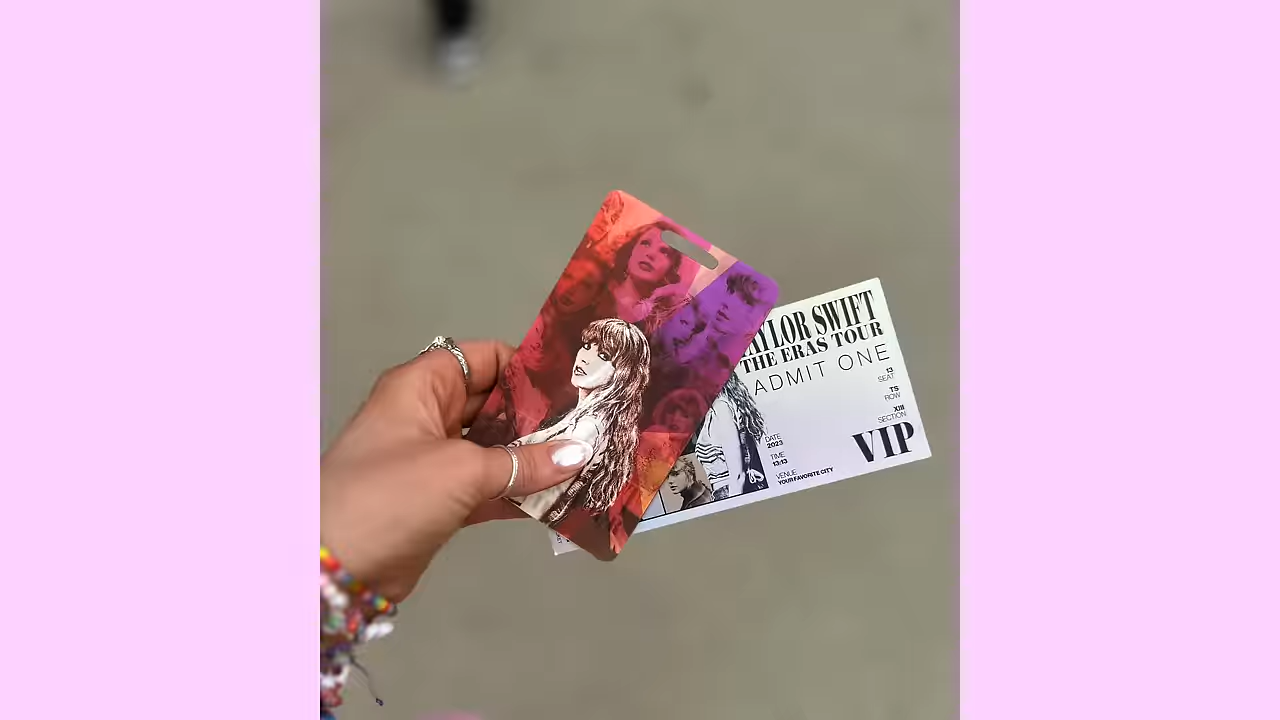 AYLOR SWIFT
THE ERAS TOUR
ADMIT ONE
13
SEAT
TS
ROW
XIII
SECTION
VIP
DATE
2023
TIME
13:13
VENUE
YOUR FAVORITE CITY